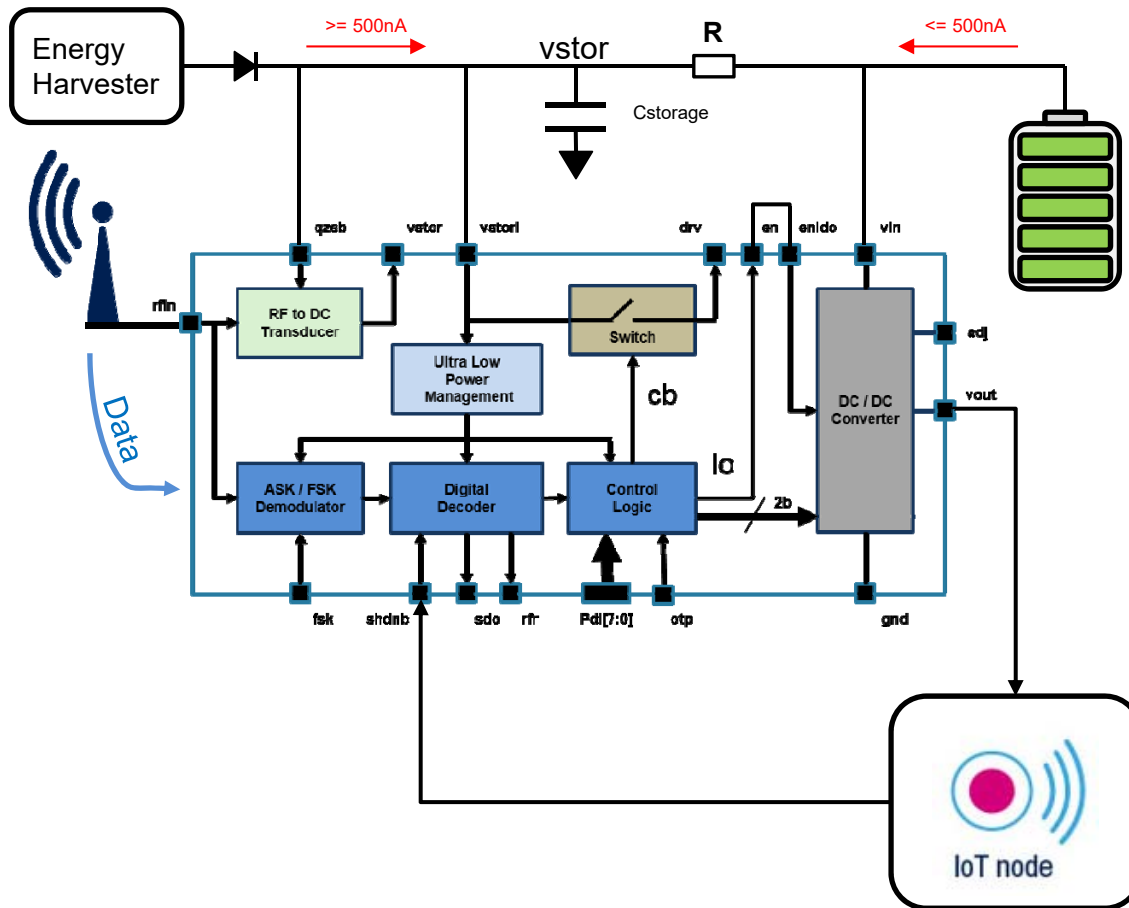 >= 500nA
<= 500nA
Energy
Harvester
vstor
R
Cstorage
qzsb
vstor
vstori
drv
en
enldo
vin
rfin
RF to DC
Transducer
Switch
Ultra Low
Power
Management
cb
adj
DC / DC
Converter
vout
Data
lo
ASK / FSK
Demodulator
Digital
Decoder
Control
Logic
2b
fsk
shdnb
sdo
rfr
Pdi[7:0]
otp
gnd
IoT node